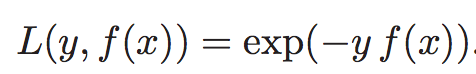 L(y, f(x)) = exp(−y f(x)).